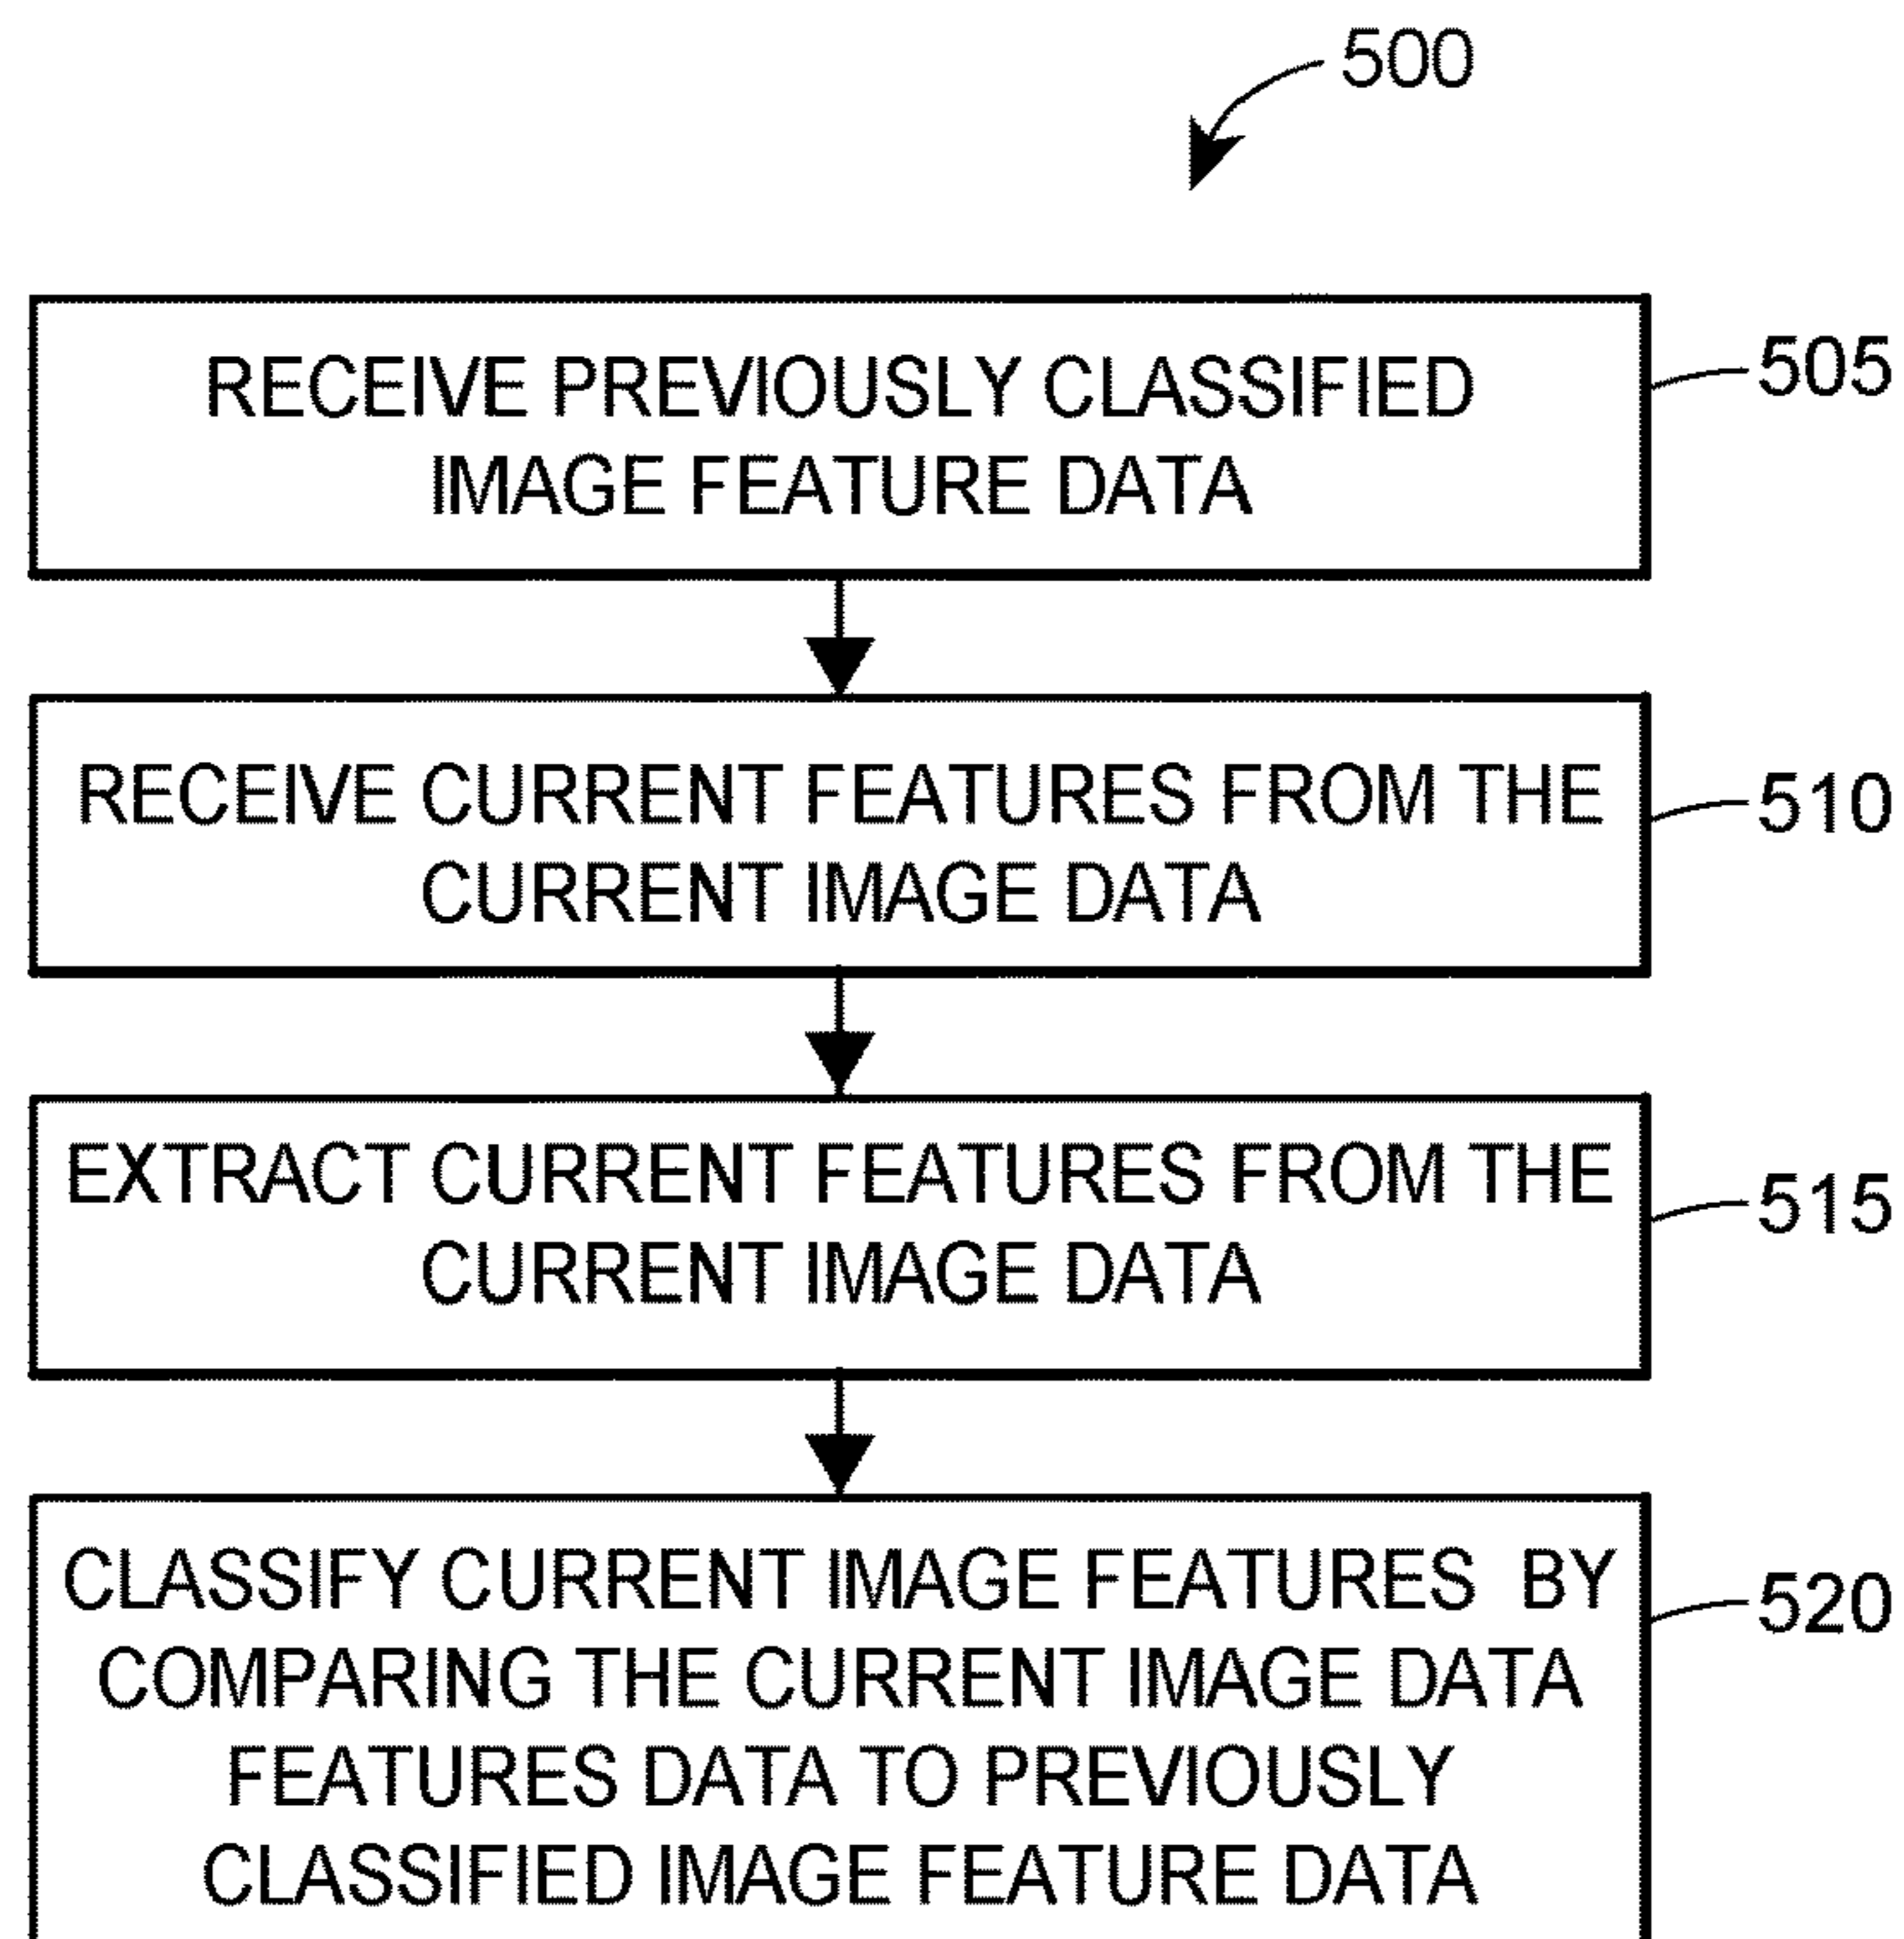 500
RECEIVE PREVIOUSLY CLASSIFIED
IMAGE FEATURE DATA
505
RECEIVE CURRENT FEATURES FROM THE
CURRENT IMAGE DATA
510
EXTRACT CURRENT FEATURES FROM THE
CURRENT IMAGE DATA
515
CLASSIFY CURRENT IMAGE FEATURES BY
COMPARING THE CURRENT IMAGE DATA
FEATURES DATA TO PREVIOUSLY
CLASSIFIED IMAGE FEATURE DATA
520